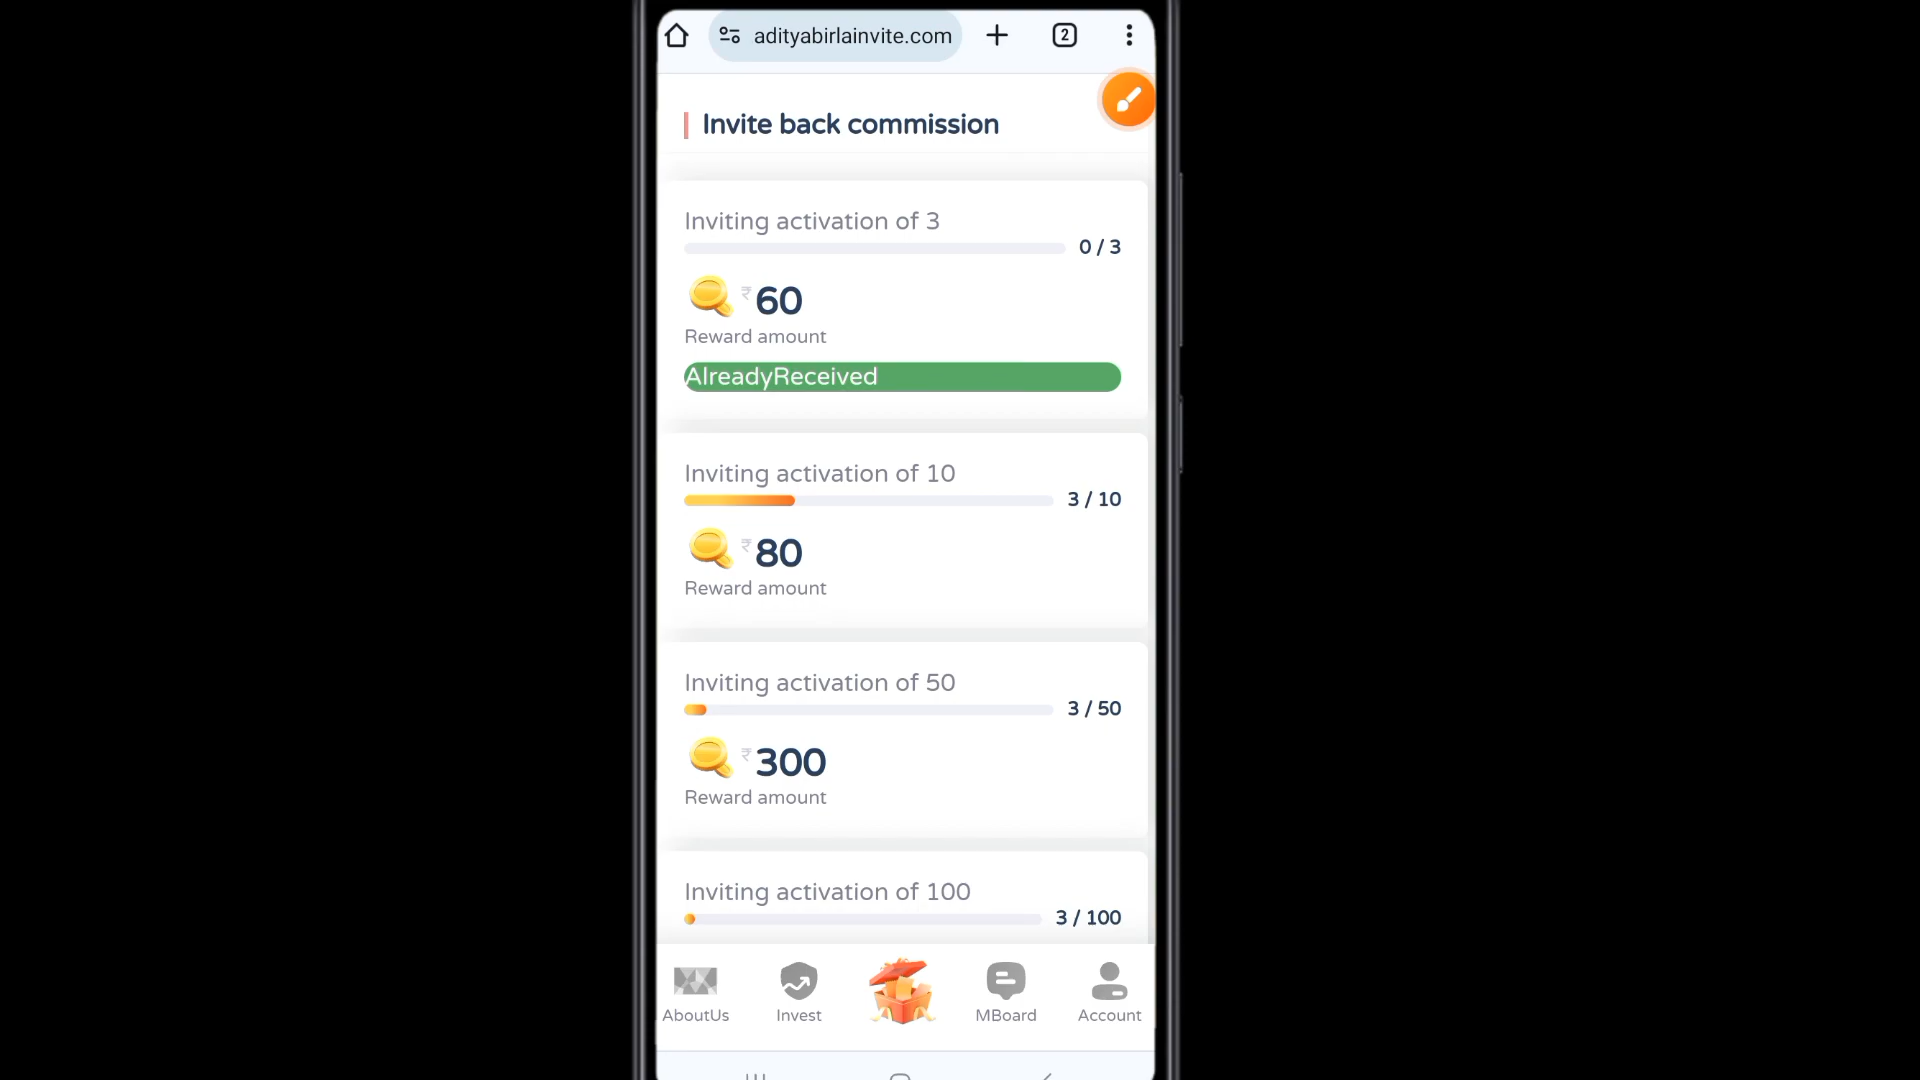 adityabirlainvite.com
2
Invite back commission
Inviting activation of 3
0 / 3
₹60
Reward amount
AlreadyReceived
Inviting activation of 10
3 / 10
₹80
Reward amount
Inviting activation of 50
3 / 50
₹300
Reward amount
Inviting activation of 100
3 / 100
AboutUs
Invest
MBoard
Account